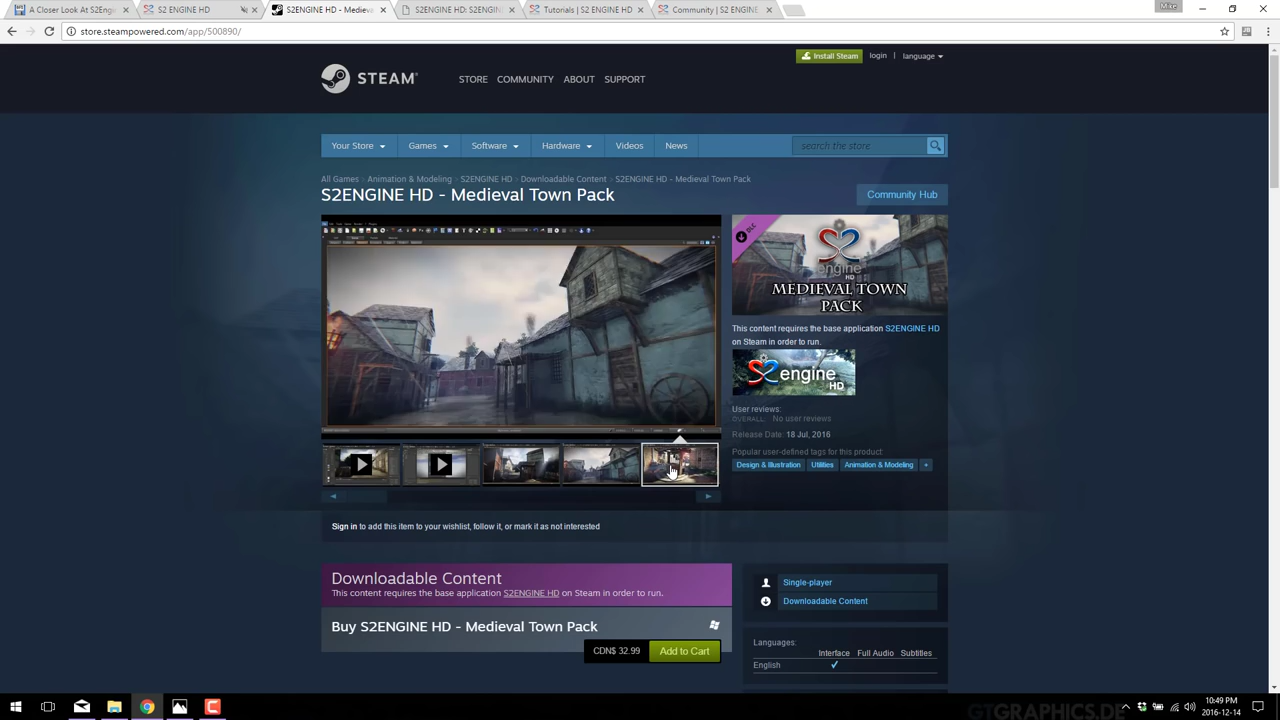 A Closer Look At S2Engine
S2 ENGINE HD
S2ENGINE HD - Medieva
S2ENGINE HD: S2ENGINE
Tutorials | S2 ENGINE HD
Community | S2 ENGINE
Mike
store.steampowered.com/app/500890/
Install Steam
login
language
STEAM
STORE
COMMUNITY
ABOUT
SUPPORT
Your Store
Games
Software
Hardware
Videos
News
search the store
All Games > Animation & Modeling > S2ENGINE HD > Downloadable Content > S2ENGINE HD - Medieval Town Pack
S2ENGINE HD - Medieval Town Pack
Community Hub
DLC
engine
HD
MEDIEVAL TOWN
PACK
This content requires the base application S2ENGINE HD
on Steam in order to run.
engine
HD
User reviews:
OVERALL: No user reviews
Release Date: 18 Jul, 2016
Popular user-defined tags for this product:
Design & Illustration
Utilities
Animation & Modeling
+
Sign in to add this item to your wishlist, follow it, or mark it as not interested
Downloadable Content
This content requires the base application S2ENGINE HD on Steam in order to run.
Buy S2ENGINE HD - Medieval Town Pack
CDN$ 32.99
Add to Cart
Single-player
Downloadable Content
Languages:
Interface
Full Audio
Subtitles
English
GTGRAPHICS.DE
10:49 PM
2016-12-14